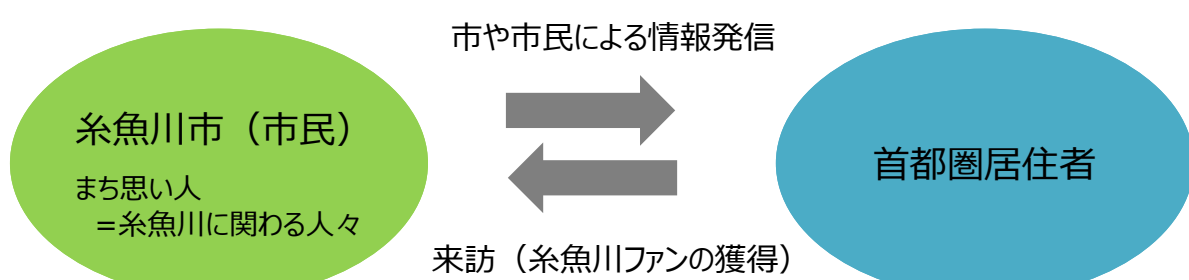 市や市民による情報発信
糸魚川市（市民）
まち思い人
＝糸魚川に関わる人々
首都圏居住者
来訪（糸魚川ファンの獲得）